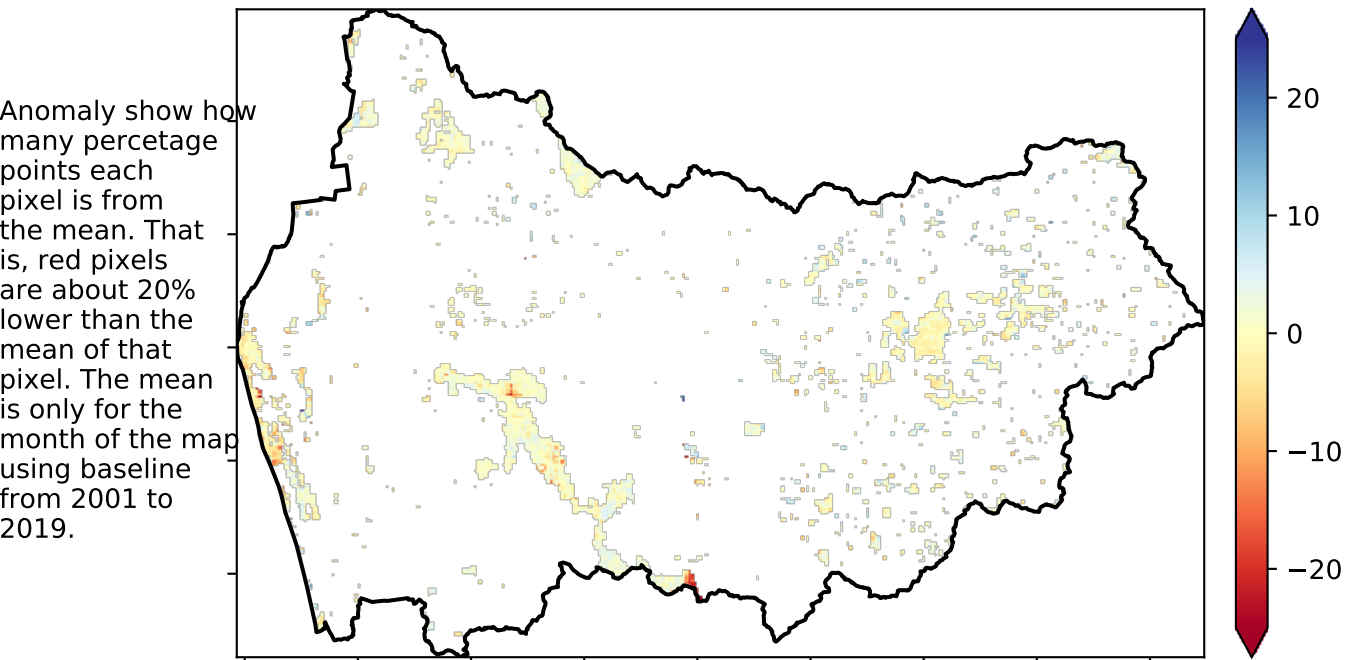 Anomaly show how
many percetage
points each
pixel is from
the mean. That
is, red pixels
are about 20%
lower than the
mean of that
pixel. The mean
is only for the
month of the map
using baseline
from 2001 to
2019.
20
10
0
−10
−20